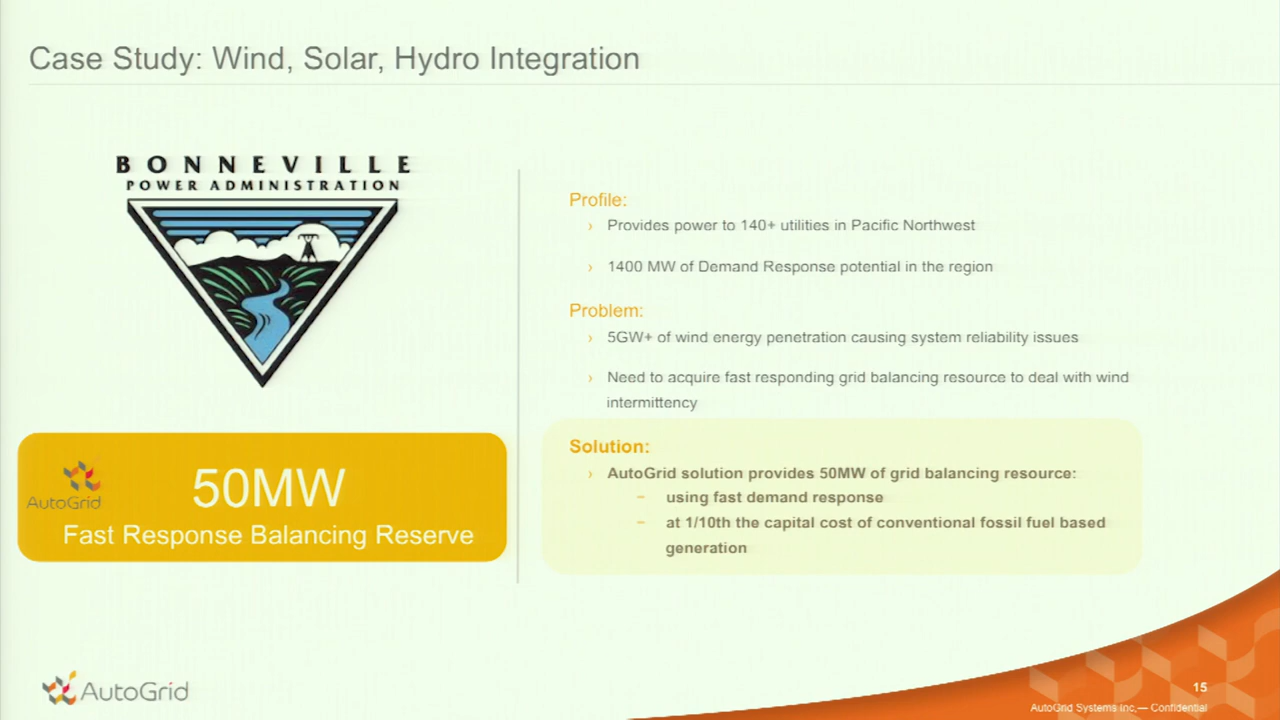 Case Study: Wind, Solar, Hydro Integration
BONNEVILLE
POWER ADMINISTRATION
AutoGrid
50MW
Fast Response Balancing Reserve
Profile:
› Provides power to 140+ utilities in Pacific Northwest
› 1400 MW of Demand Response potential in the region
Problem:
› 5GW+ of wind energy penetration causing system reliability issues
› Need to acquire fast responding grid balancing resource to deal with wind
intermittency
Solution:
› AutoGrid solution provides 50MW of grid balancing resource:
– using fast demand response
– at 1/10th the capital cost of conventional fossil fuel based
generation
AutoGrid
15
AutoGrid Systems Inc,— Confidential